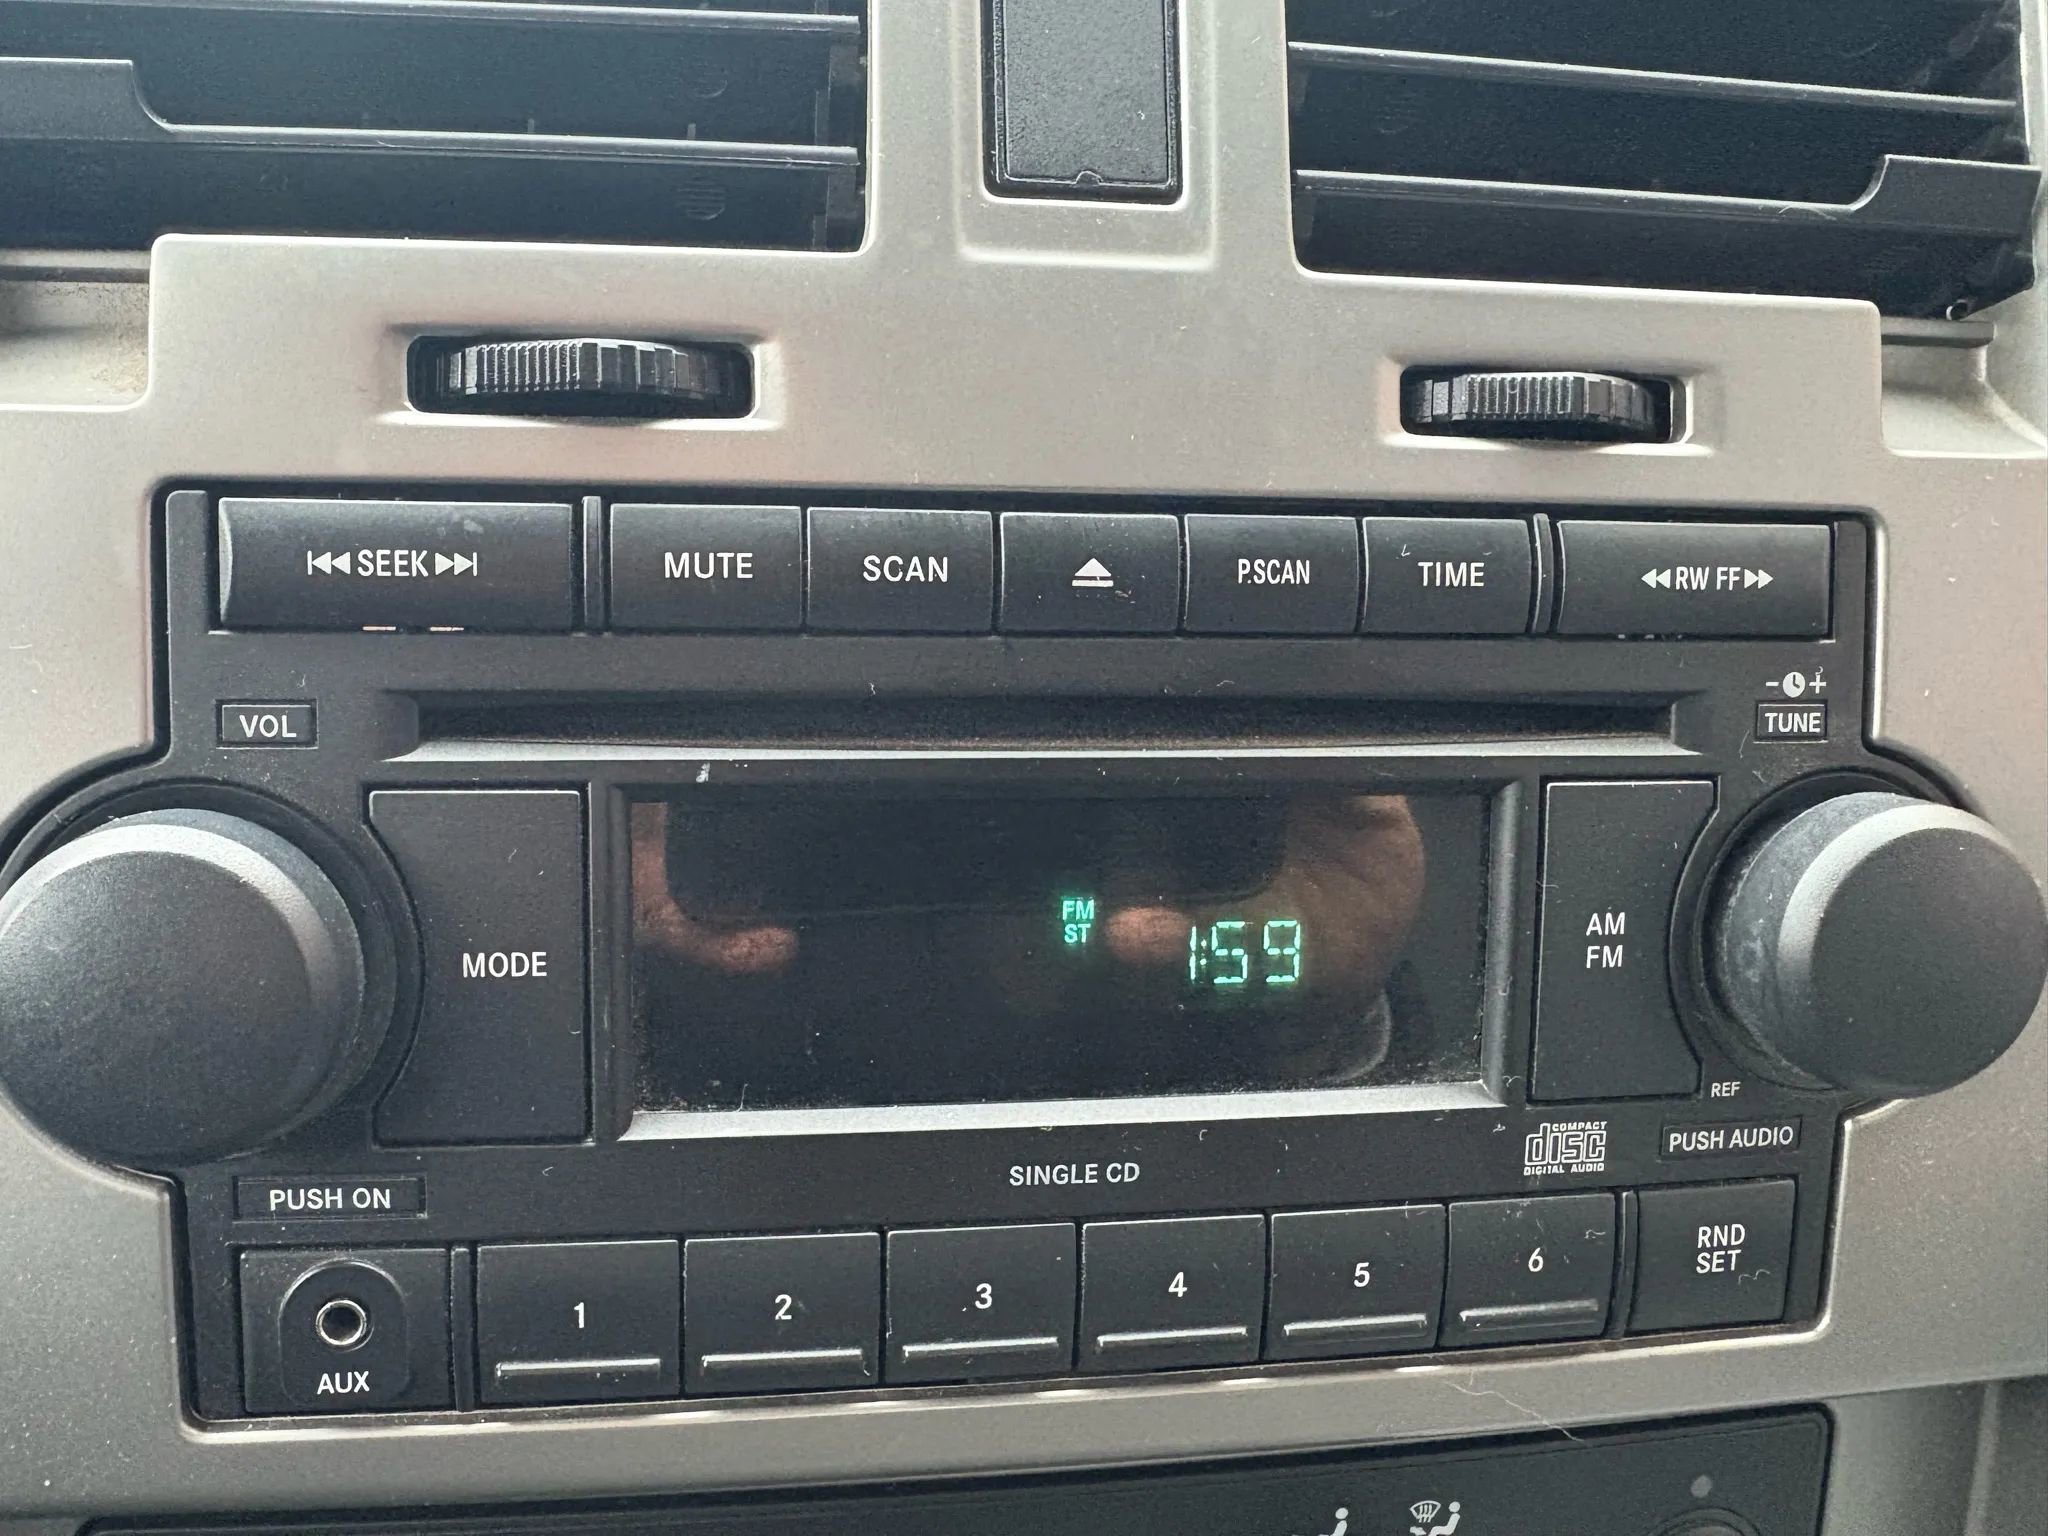 SEEK
MUTE
SCAN
P.SCAN
TIME
RW FF
VOL
- +
TUNE
MODE
FM
ST
1:59
AM
FM
REF
PUSH ON
SINGLE CD
COMPACT
disc
DIGITAL AUDIO
PUSH AUDIO
AUX
1
2
3
4
5
6
RND
SET